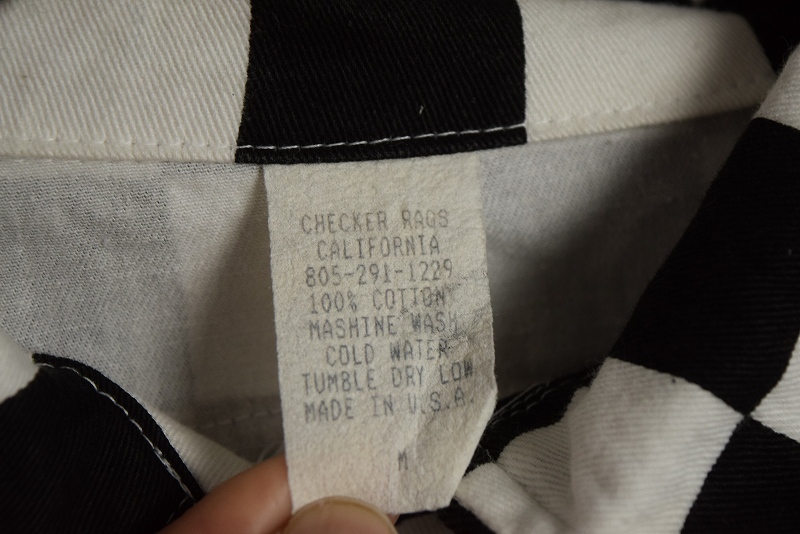 CHECKER RAGS
CALIFORNIA
805-291-1229
100% COTTON
MASHINE WASH
COLD WATER
TUMBLE DRY LOW
MADE IN U.S.A.
M